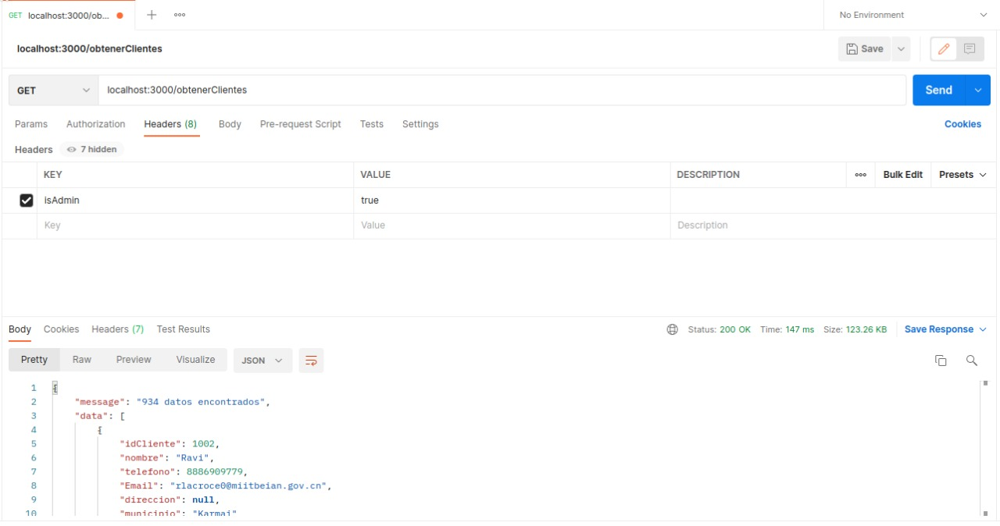 GET localhost:3000/ob...
No Environment
localhost:3000/obtenerClientes
Save
GET localhost:3000/obtenerClientes
Send
Params Authorization Headers (8) Body Pre-request Script Tests Settings
Cookies
Headers 7 hidden
KEY VALUE DESCRIPTION Bulk Edit Presets
isAdmin true
Key Value Description
Body Cookies Headers (7) Test Results
Status: 200 OK Time: 147 ms Size: 123.26 KB Save Response
Pretty Raw Preview Visualize JSON
1 {
2 "message": "934 datos encontrados",
3 "data": [
4 {
5 "idCliente": 1002,
6 "nombre": "Ravi",
7 "telefono": 8886909779,
8 "Email": "rlacroce0@miitbeian.gov.cn",
9 "direccion": null,
10 "municipio": "Karmaj"